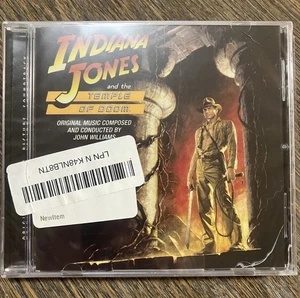 INDIANA
JONES
and the
TEMPLE
OF DOOM
ORIGINAL MUSIC COMPOSED
AND CONDUCTED BY
JOHN WILLIAMS
LPN N K48NLB8TN
NewItem